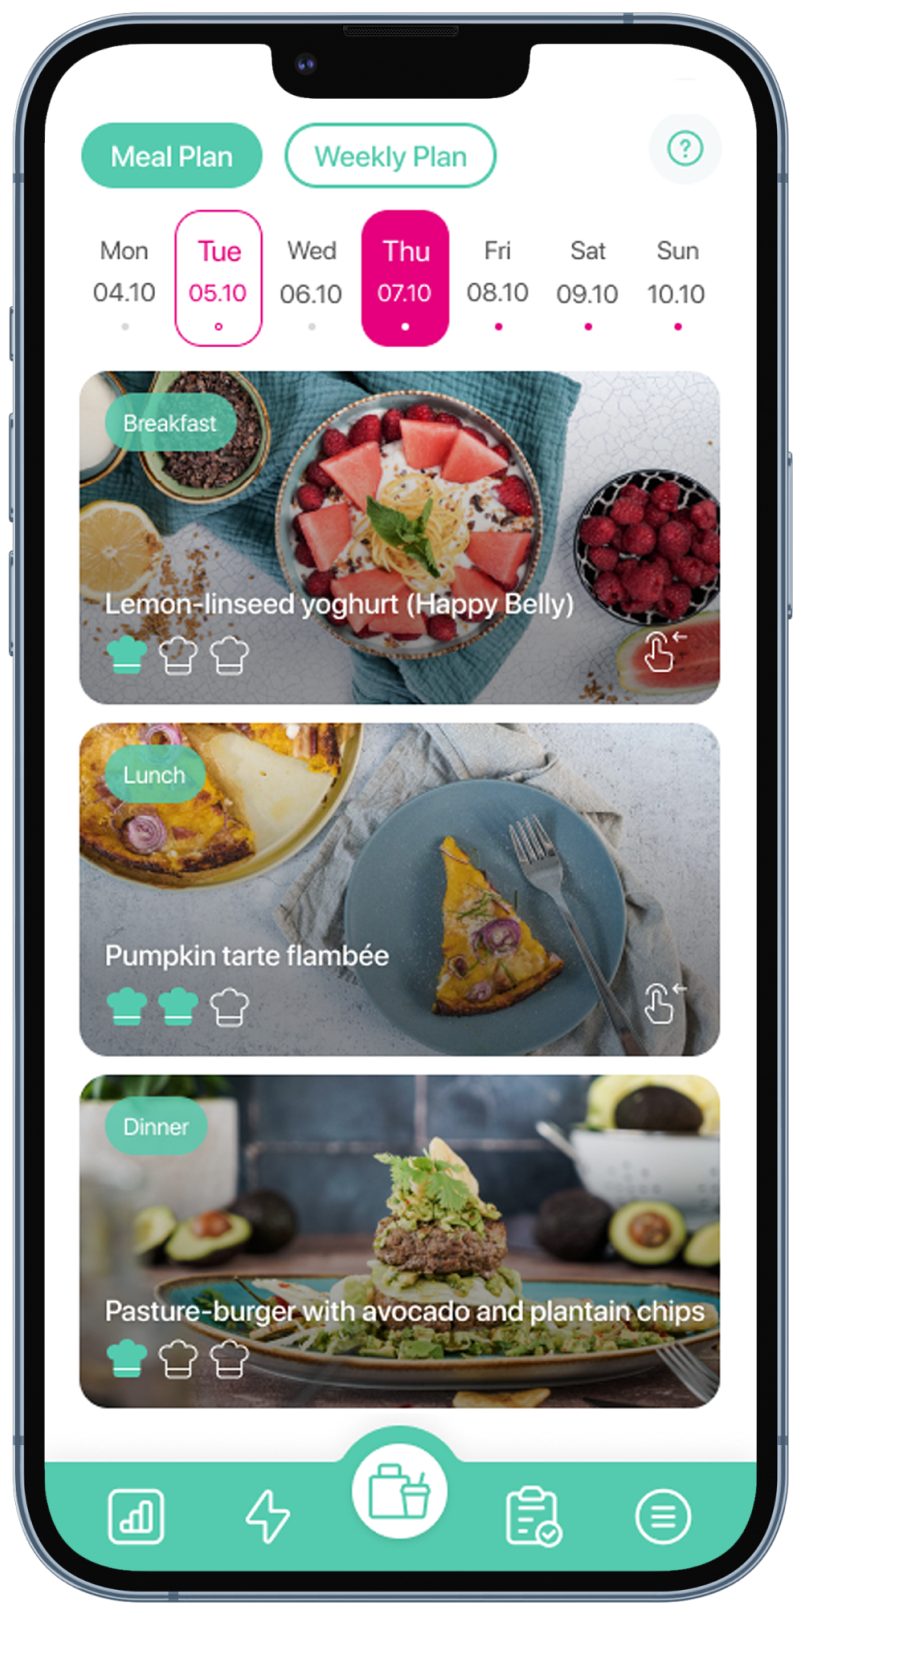 Meal Plan Weekly Plan ?
Mon Tue Wed Thu Fri Sat Sun
04.10 05.10 06.10 07.10 08.10 09.10 10.10
Breakfast
Lemon-linseed yoghurt (Happy Belly)
Lunch
Pumpkin tarte flambée
Dinner
Pasture-burger with avocado and plantain chips